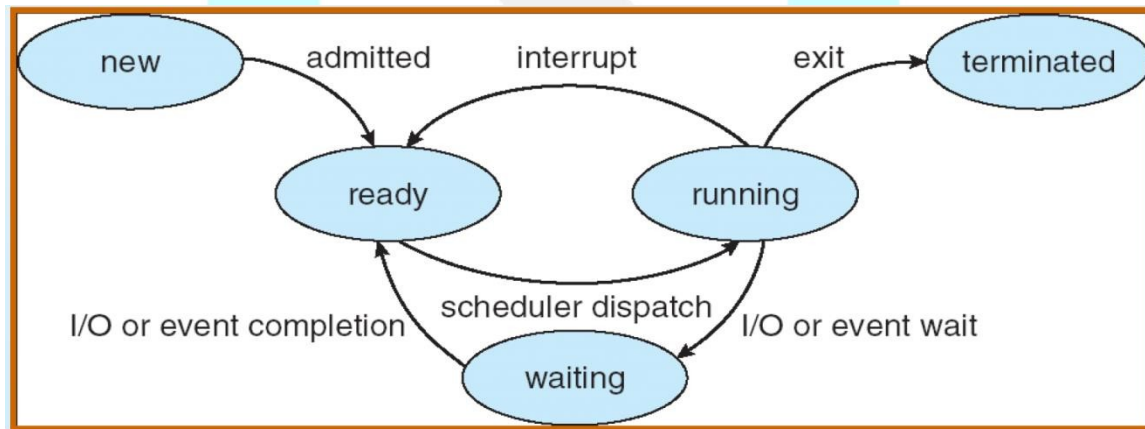 new
admitted
interrupt
exit
terminated
ready
running
I/O or event completion
scheduler dispatch
I/O or event wait
waiting